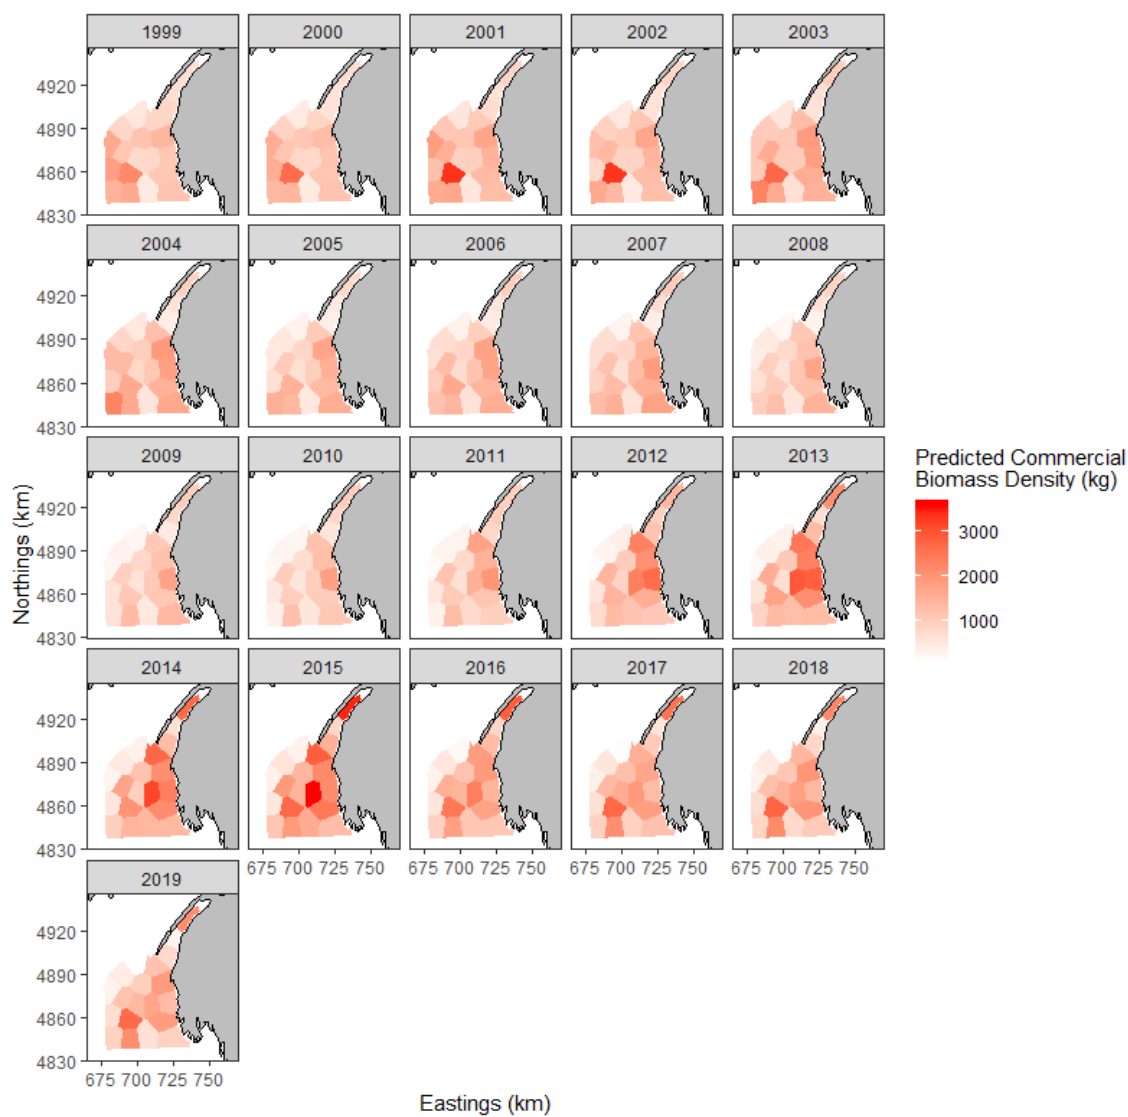 1999 2000 2001 2002 2003
4920
4890
4860
4830
2004 2005 2006 2007 2008
4920
4890
4860
4830
2009 2010 2011 2012 2013
4920
4890
4860
4830
Northings (km)
Predicted Commercial
Biomass Density (kg)
3000
2000
1000
2014 2015 2016 2017 2018
4920
4890
4860
4830
675 700 725 750 675 700 725 750 675 700 725 750 675 700 725 750
2019
4920
4890
4860
4830
675 700 725 750
Eastings (km)